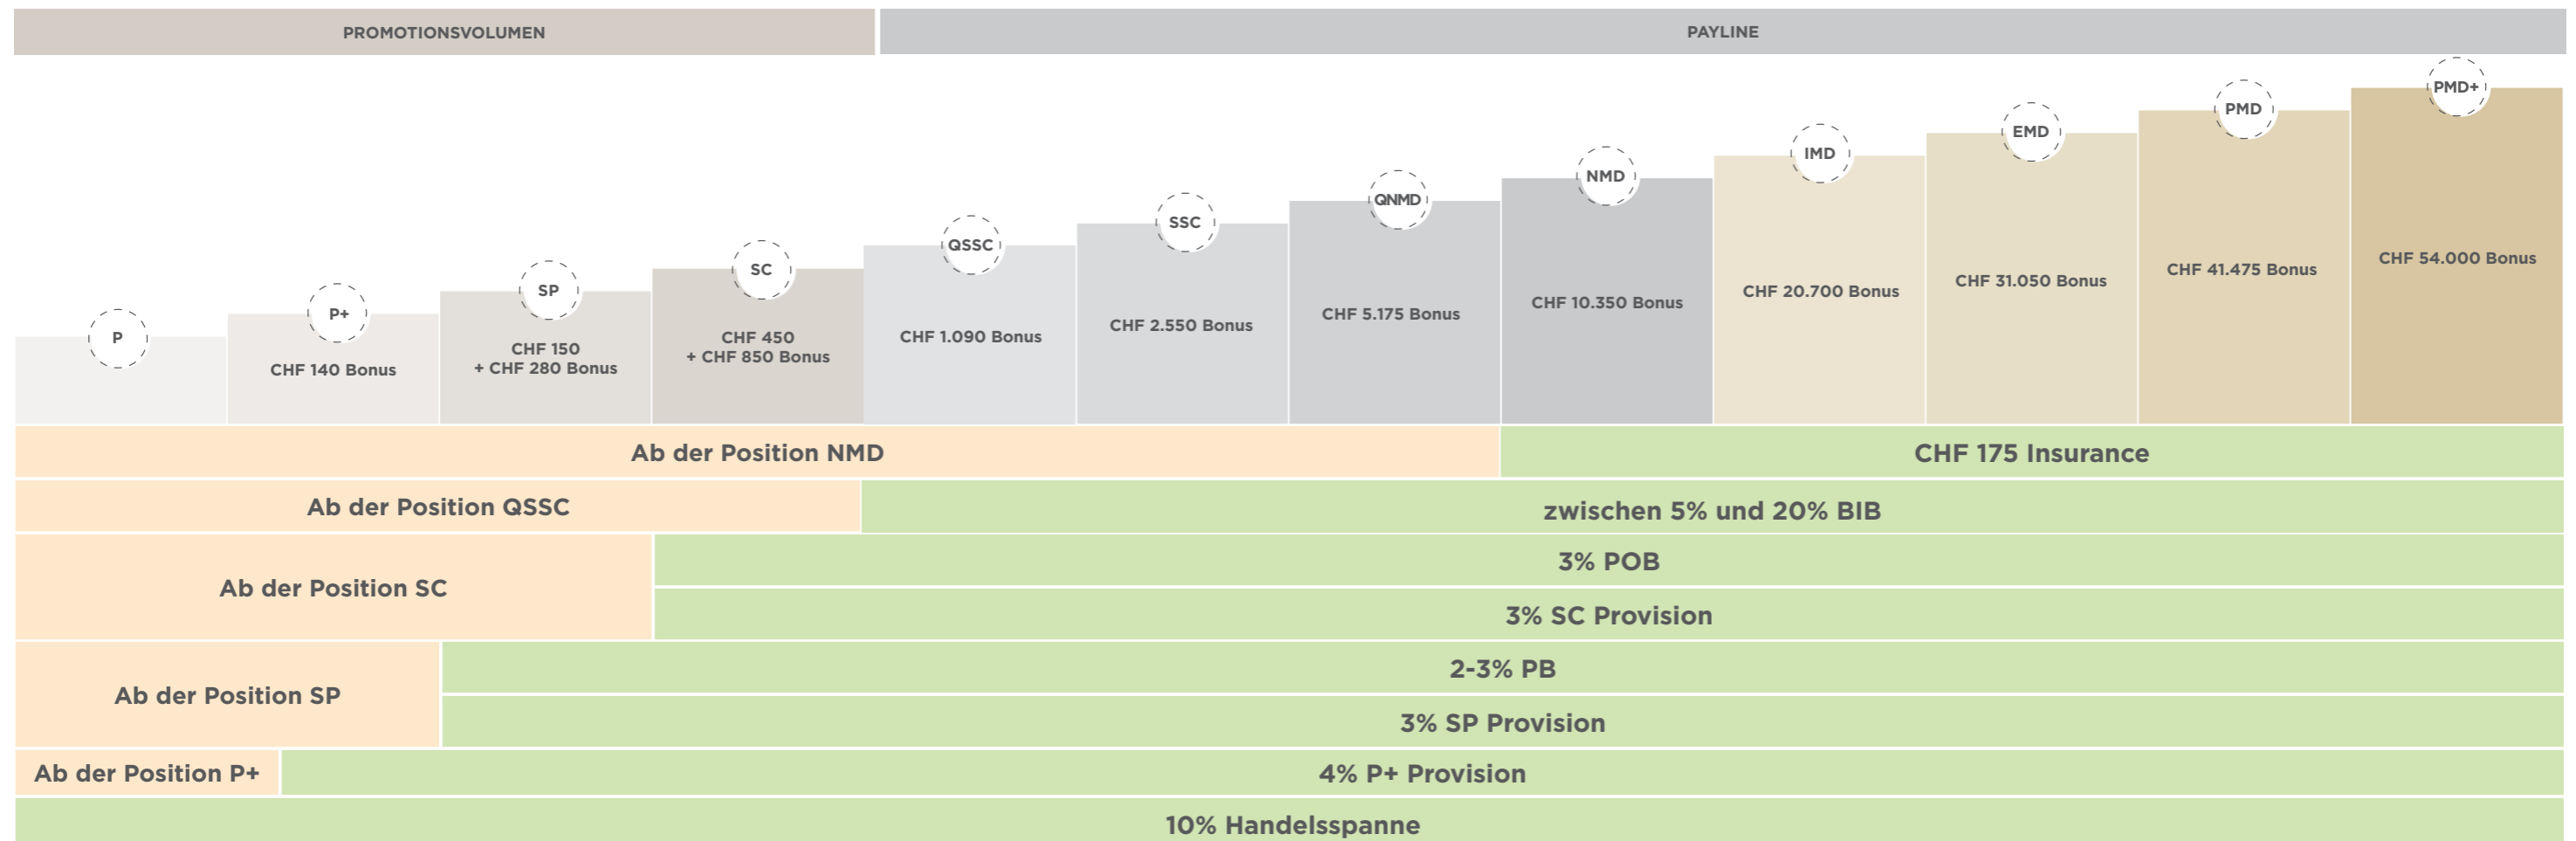 PROMOTIONSVOLUMEN
PAYLINE
P
P+
CHF 140 Bonus
SP
CHF 150
+ CHF 280 Bonus
SC
CHF 450
+ CHF 850 Bonus
QSSC
CHF 1.090 Bonus
SSC
CHF 2.550 Bonus
QNMD
CHF 5.175 Bonus
NMD
CHF 10.350 Bonus
IMD
CHF 20.700 Bonus
EMD
CHF 31.050 Bonus
PMD
CHF 41.475 Bonus
PMD+
CHF 54.000 Bonus
Ab der Position NMD
CHF 175 Insurance
Ab der Position QSSC
zwischen 5% und 20% BIB
Ab der Position SC
3% POB
3% SC Provision
Ab der Position SP
2-3% PB
3% SP Provision
Ab der Position P+
4% P+ Provision
10% Handelsspanne